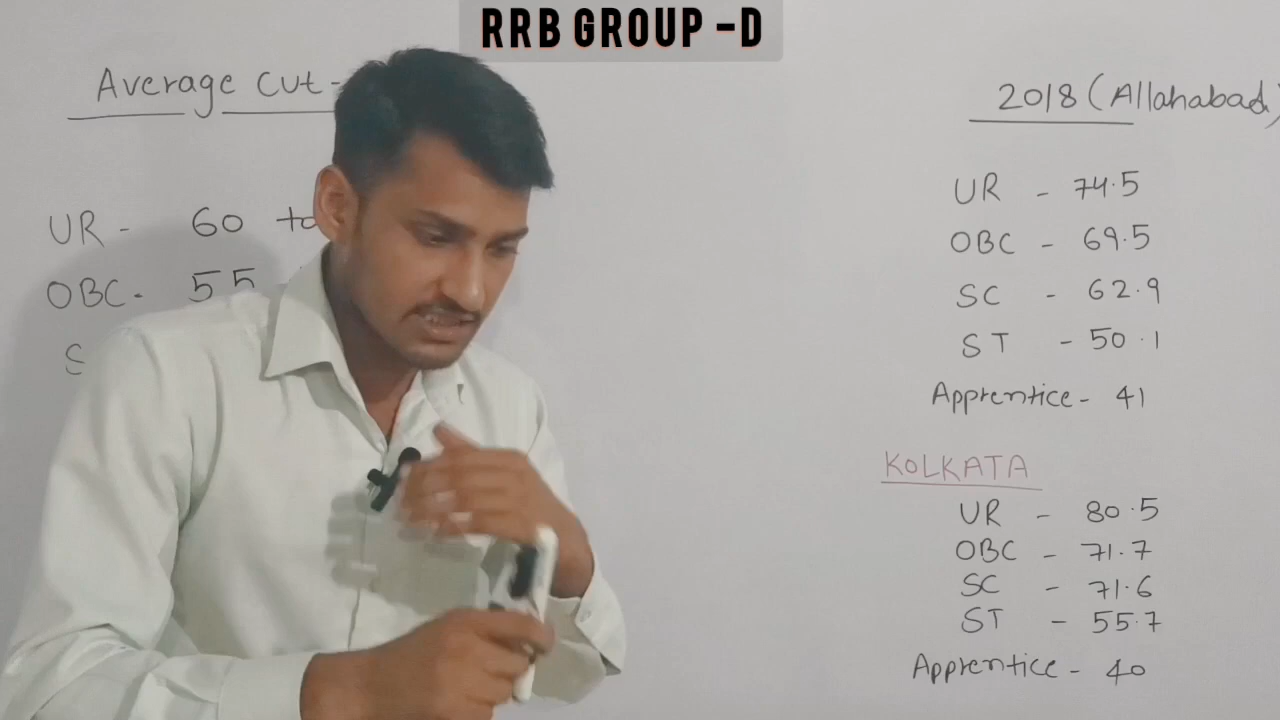 RRB GROUP -D
Average cut-
UR - 60 to
OBC - 55
S
2018 (Allahabad)
UR - 74.5
OBC - 69.5
SC - 62.9
ST - 50.1
Apprentice - 41
KOLKATA
UR - 80.5
OBC - 71.7
SC - 71.6
ST - 55.7
Apprentice - 40